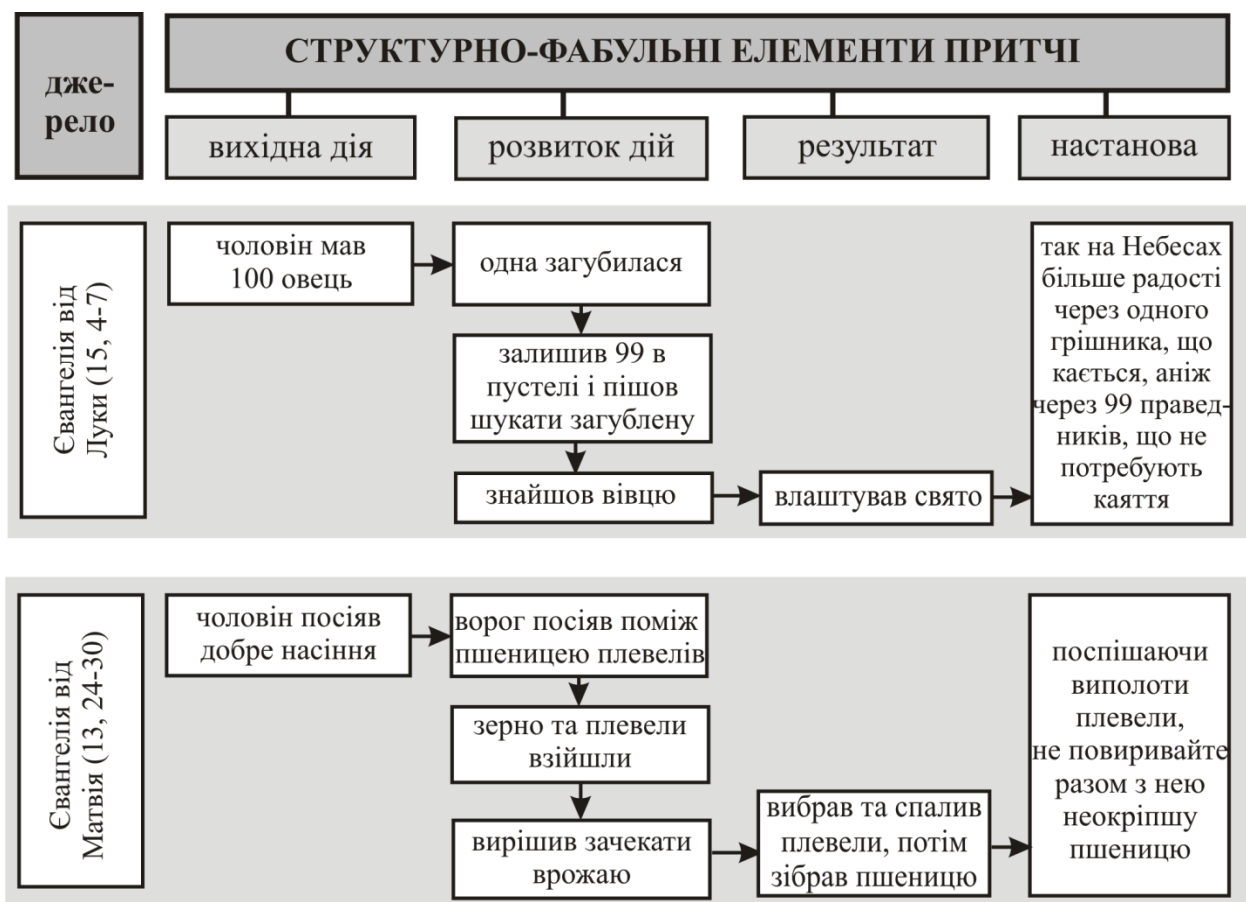 дже-
рело
СТРУКТУРНО-ФАБУЛЬНІ ЕЛЕМЕНТИ ПРИТЧІ
вихідна дія
розвиток дій
результат
настанова
Євангелія від
Луки (15, 4-7)
чоловін мав
100 овець
одна загубилася
залишив 99 в
пустелі і пішов
шукати загублену
знайшов вівцю
влаштував свято
так на Небесах
більше радості
через одного
грішника, що
кається, аніж
через 99 правед-
ників, що не
потребують
каяття
Євангелія від
Матвія (13, 24-30)
чоловін посіяв
добре насіння
ворог посіяв поміж
пшеницею плевелів
зерно та плевели
взійшли
вирішив зачекати
врожаю
вибрав та спалив
плевели, потім
зібрав пшеницю
поспішаючи
виполоти
плевели,
не повиривайте
разом з нею
неокріпшу
пшеницю